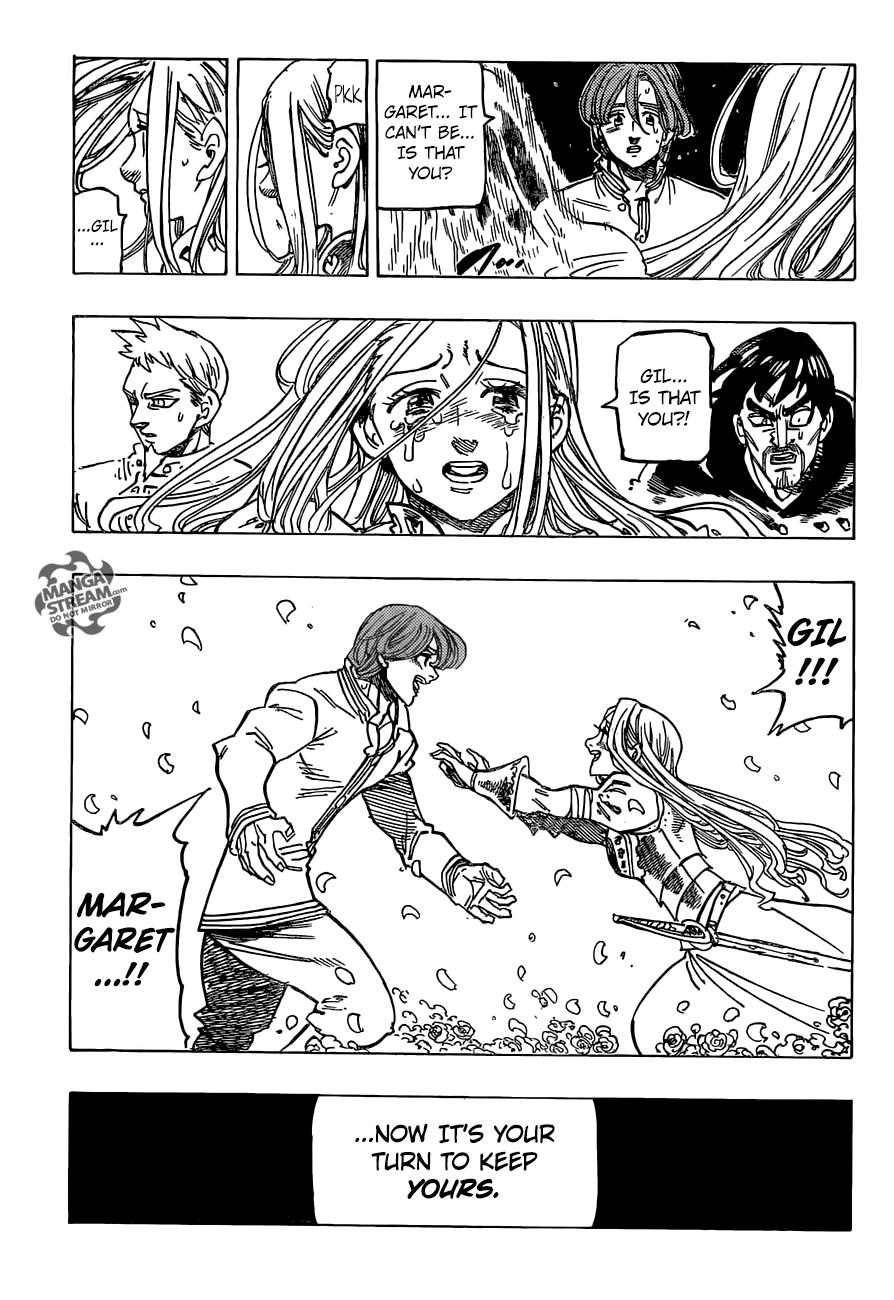 MAR-
GARET... IT
CAN'T BE...
IS THAT
YOU?
PKK
...GIL
...
GIL...
IS THAT
YOU?!
MANGA
STREAM.com
DO NOT MIRROR
GIL
!!!
MAR-
GARET
...!!
...NOW IT'S YOUR
TURN TO KEEP
YOURS.